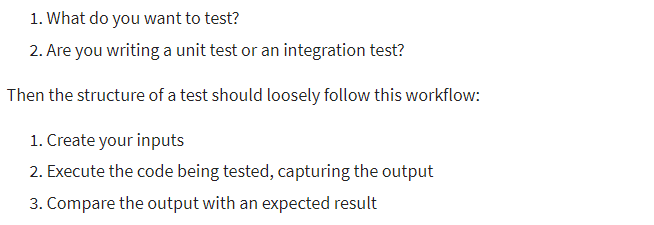 1. What do you want to test?
2. Are you writing a unit test or an integration test?
Then the structure of a test should loosely follow this workflow:
1. Create your inputs
2. Execute the code being tested, capturing the output
3. Compare the output with an expected result